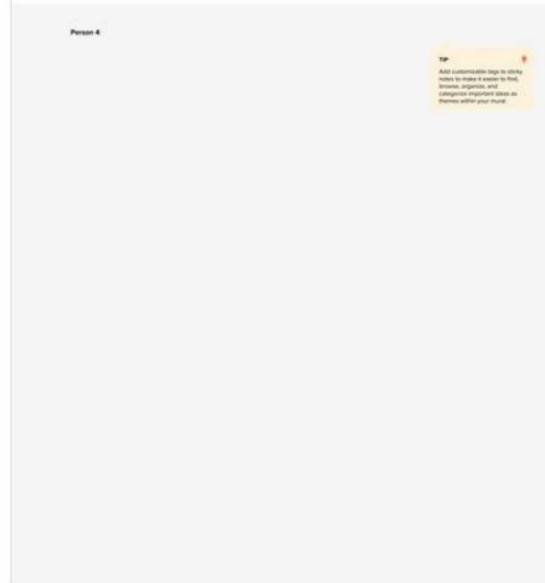 Person 4
TIP
Add customizable tags to sticky
notes to make it easier to find,
browse, organize, and
categorize important ideas as
themes within your mural.